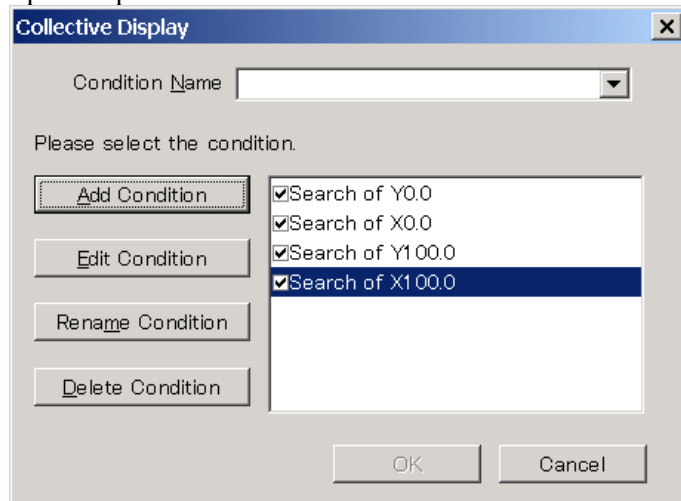 Collective Display
Condition Name
Please select the condition.
Add Condition
Edit Condition
Rename Condition
Delete Condition
Search of Y0.0
Search of X0.0
Search of Y100.0
Search of X100.0
OK
Cancel